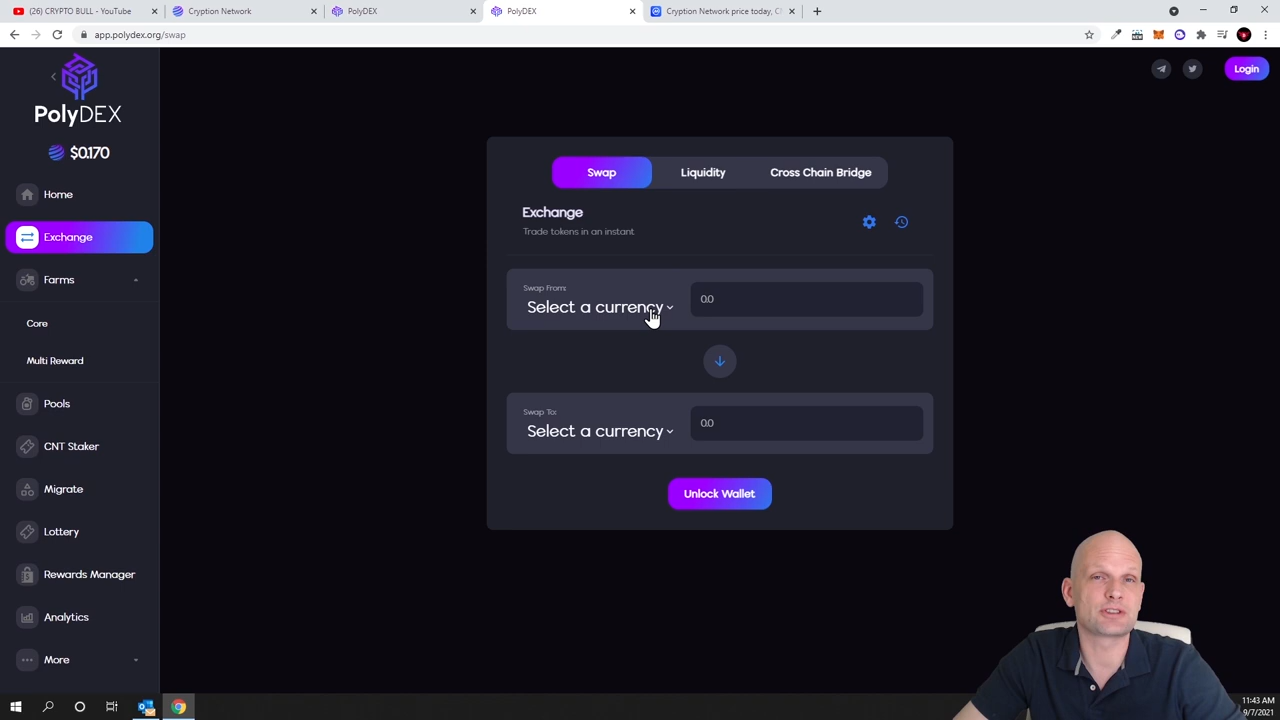 (26) CRYPTO BULL - YouTube
Cryption Network
PolyDEX
PolyDEX
Cryption Network price today, C
app.polydex.org/swap
PolyDEX
$0.170
Home
Exchange
Farms
Core
Multi Reward
Pools
CNT Staker
Migrate
Lottery
Rewards Manager
Analytics
More
Login
Swap
Liquidity
Cross Chain Bridge
Exchange
Trade tokens in an instant
Swap From:
Select a currency
0.0
Swap To:
Select a currency
0.0
Unlock Wallet
11:43 AM
9/7/2021